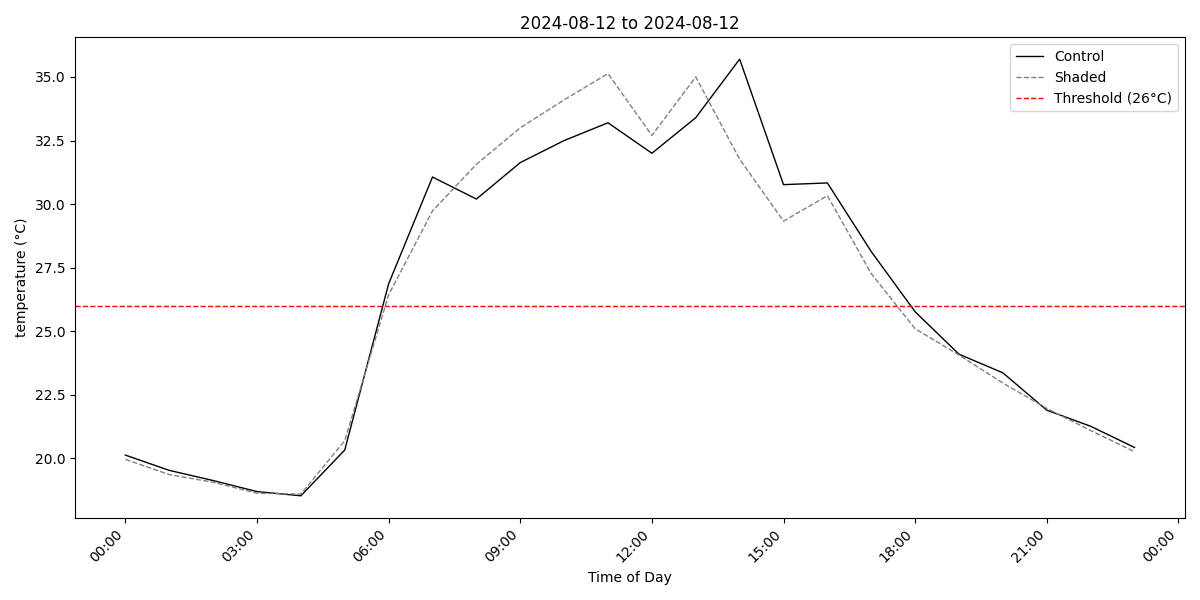 2024-08-12 to 2024-08-12
Control
Shaded
Threshold (26°C)
temperature (°C)
35.0
32.5
30.0
27.5
25.0
22.5
20.0
00:00
03:00
06:00
09:00
12:00
15:00
18:00
21:00
00:00
Time of Day